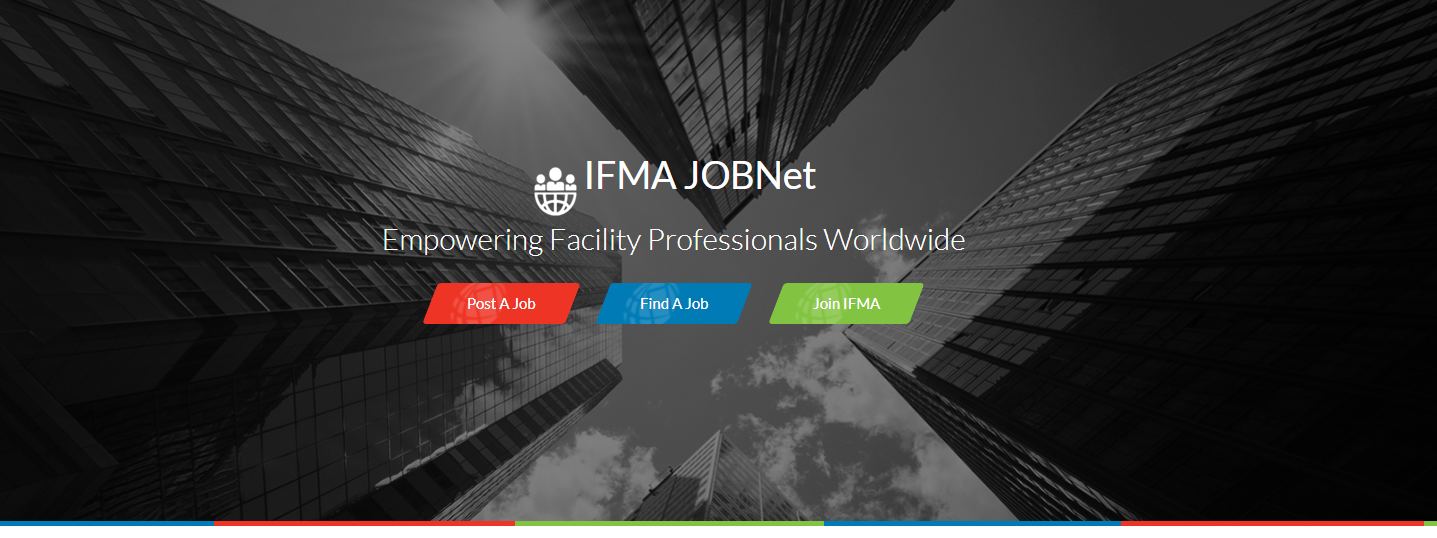 IFMA JOBNet
Empowering Facility Professionals Worldwide
Post A Job
Find A Job
Join IFMA